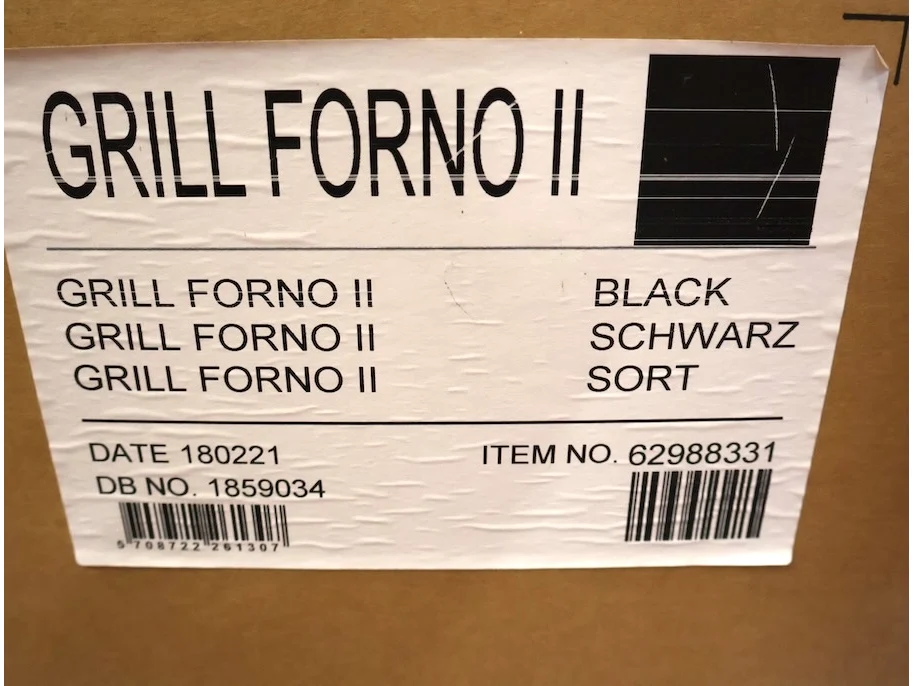 GRILL FORNO II
GRILL FORNO II BLACK
GRILL FORNO II SCHWARZ
GRILL FORNO II SORT
DATE 180221 ITEM NO. 62988331
DB NO. 1859034
5 708722 261307